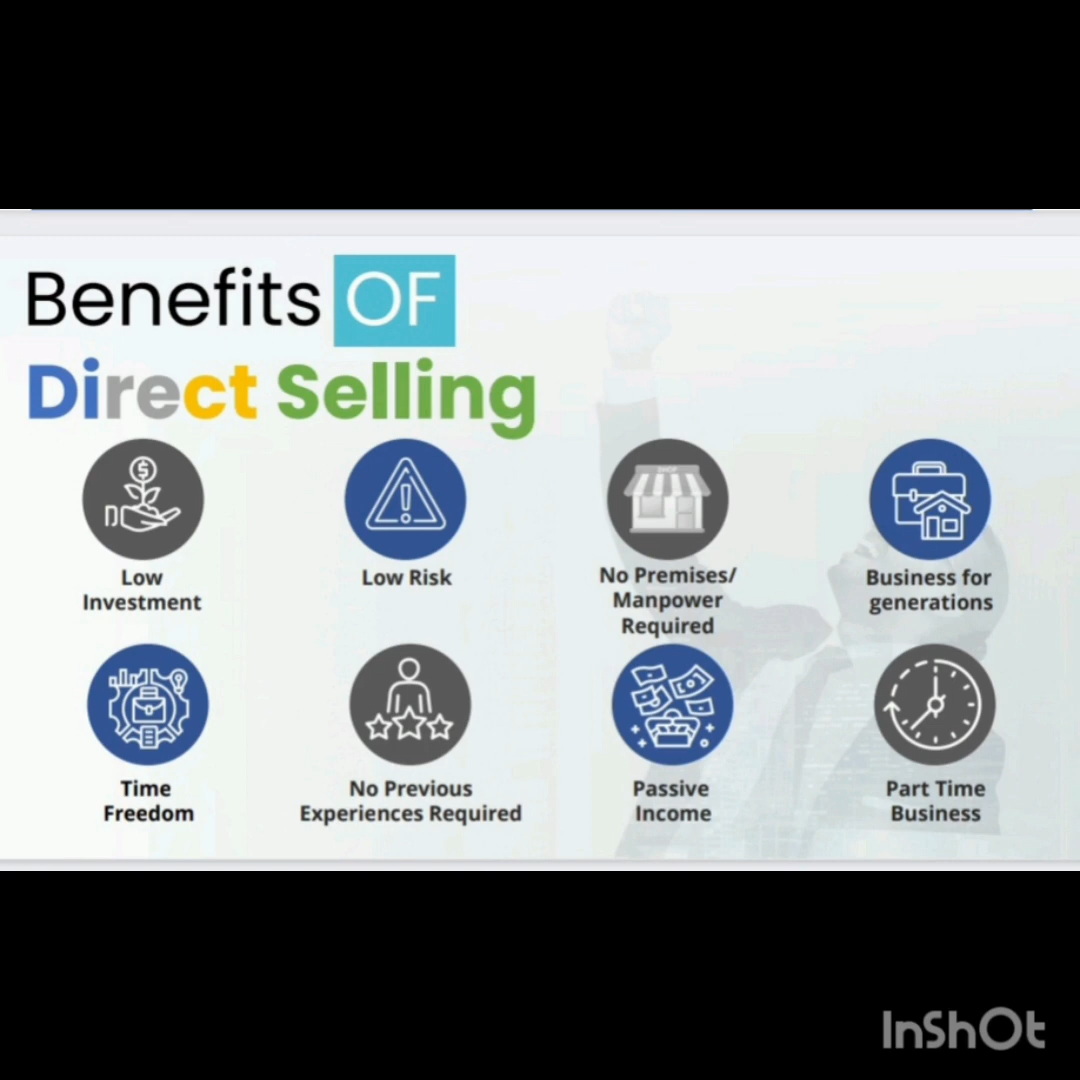 Benefits OF
Direct Selling
SHOP
Low
Investment
Low Risk
No Premises/
Manpower
Required
Business for
generations
Time
Freedom
No Previous
Experiences Required
Passive
Income
Part Time
Business
InShOt